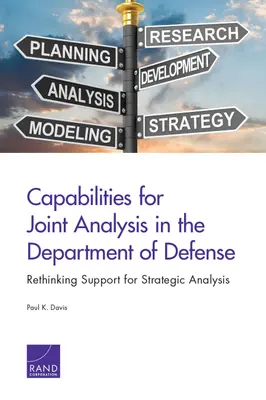 PLANNING
RESEARCH
ANALYSIS
DEVELOPMENT
MODELING
STRATEGY
Capabilities for
Joint Analysis in the
Department of Defense
Rethinking Support for Strategic Analysis
Paul K. Davis
RAND
CORPORATION